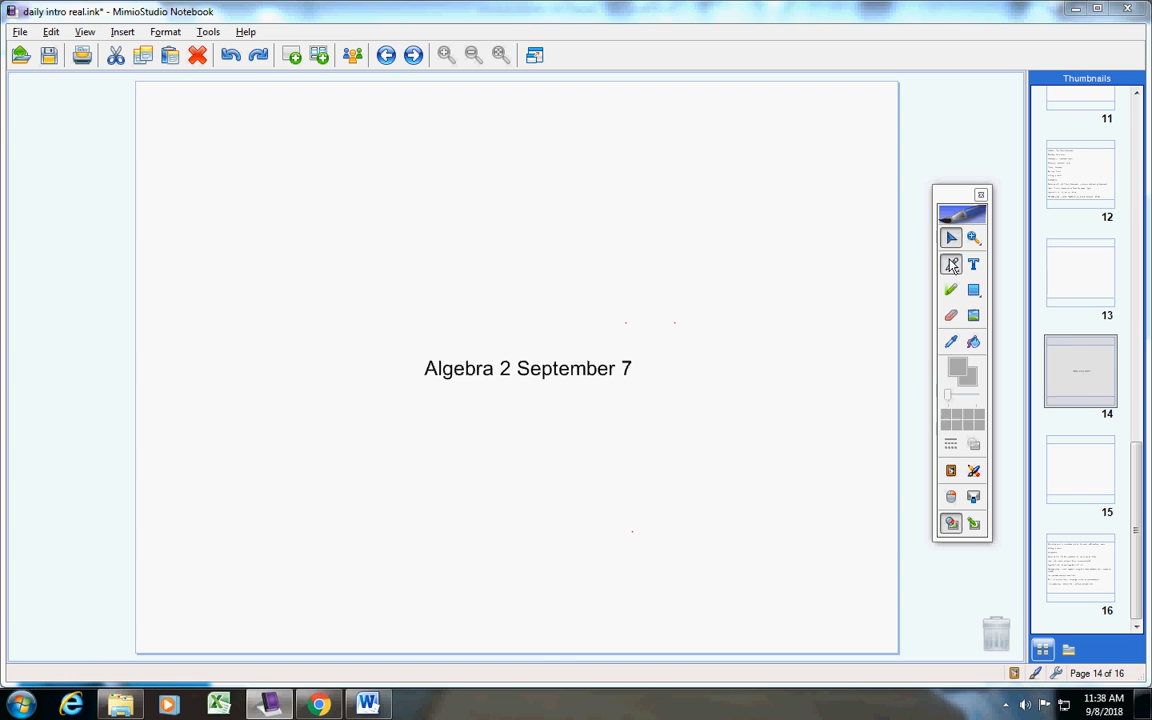 daily intro real.ink* - MimioStudio Notebook
File Edit View Insert Format Tools Help
Thumbnails
11
12
13
Algebra 2 September 7
14
15
16
Page 14 of 16
11:38 AM
9/8/2018